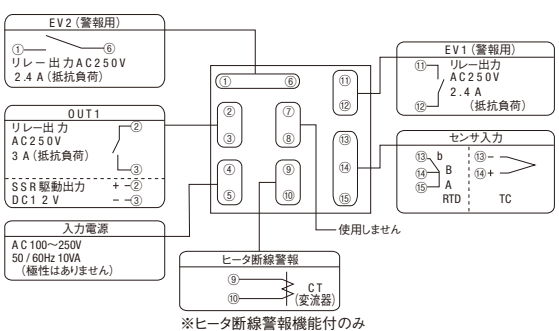 EV2（警報用）
① ⑥
リレー出力AC250V
2.4A（抵抗負荷）
OUT1
リレー出力
AC250V
3A（抵抗負荷）
②
③
SSR駆動出力 + -②
DC12V - -③
入力電源
AC100～250V
50/60Hz 10VA
（極性はありません）
① ⑥ ⑪
⑫
② ⑦
③ ⑧ ⑬
④ ⑨ ⑭
⑤ ⑩ ⑮
EV1（警報用）
⑪ リレー出力
AC250V
2.4A
⑫ （抵抗負荷）
センサ入力
⑬ b ⑬ -
⑭ B ⑭ +
⑮ A
RTD TC
使用しません
ヒータ断線警報
⑨ CT
⑩ （変流器）
※ヒータ断線警報機能付のみ